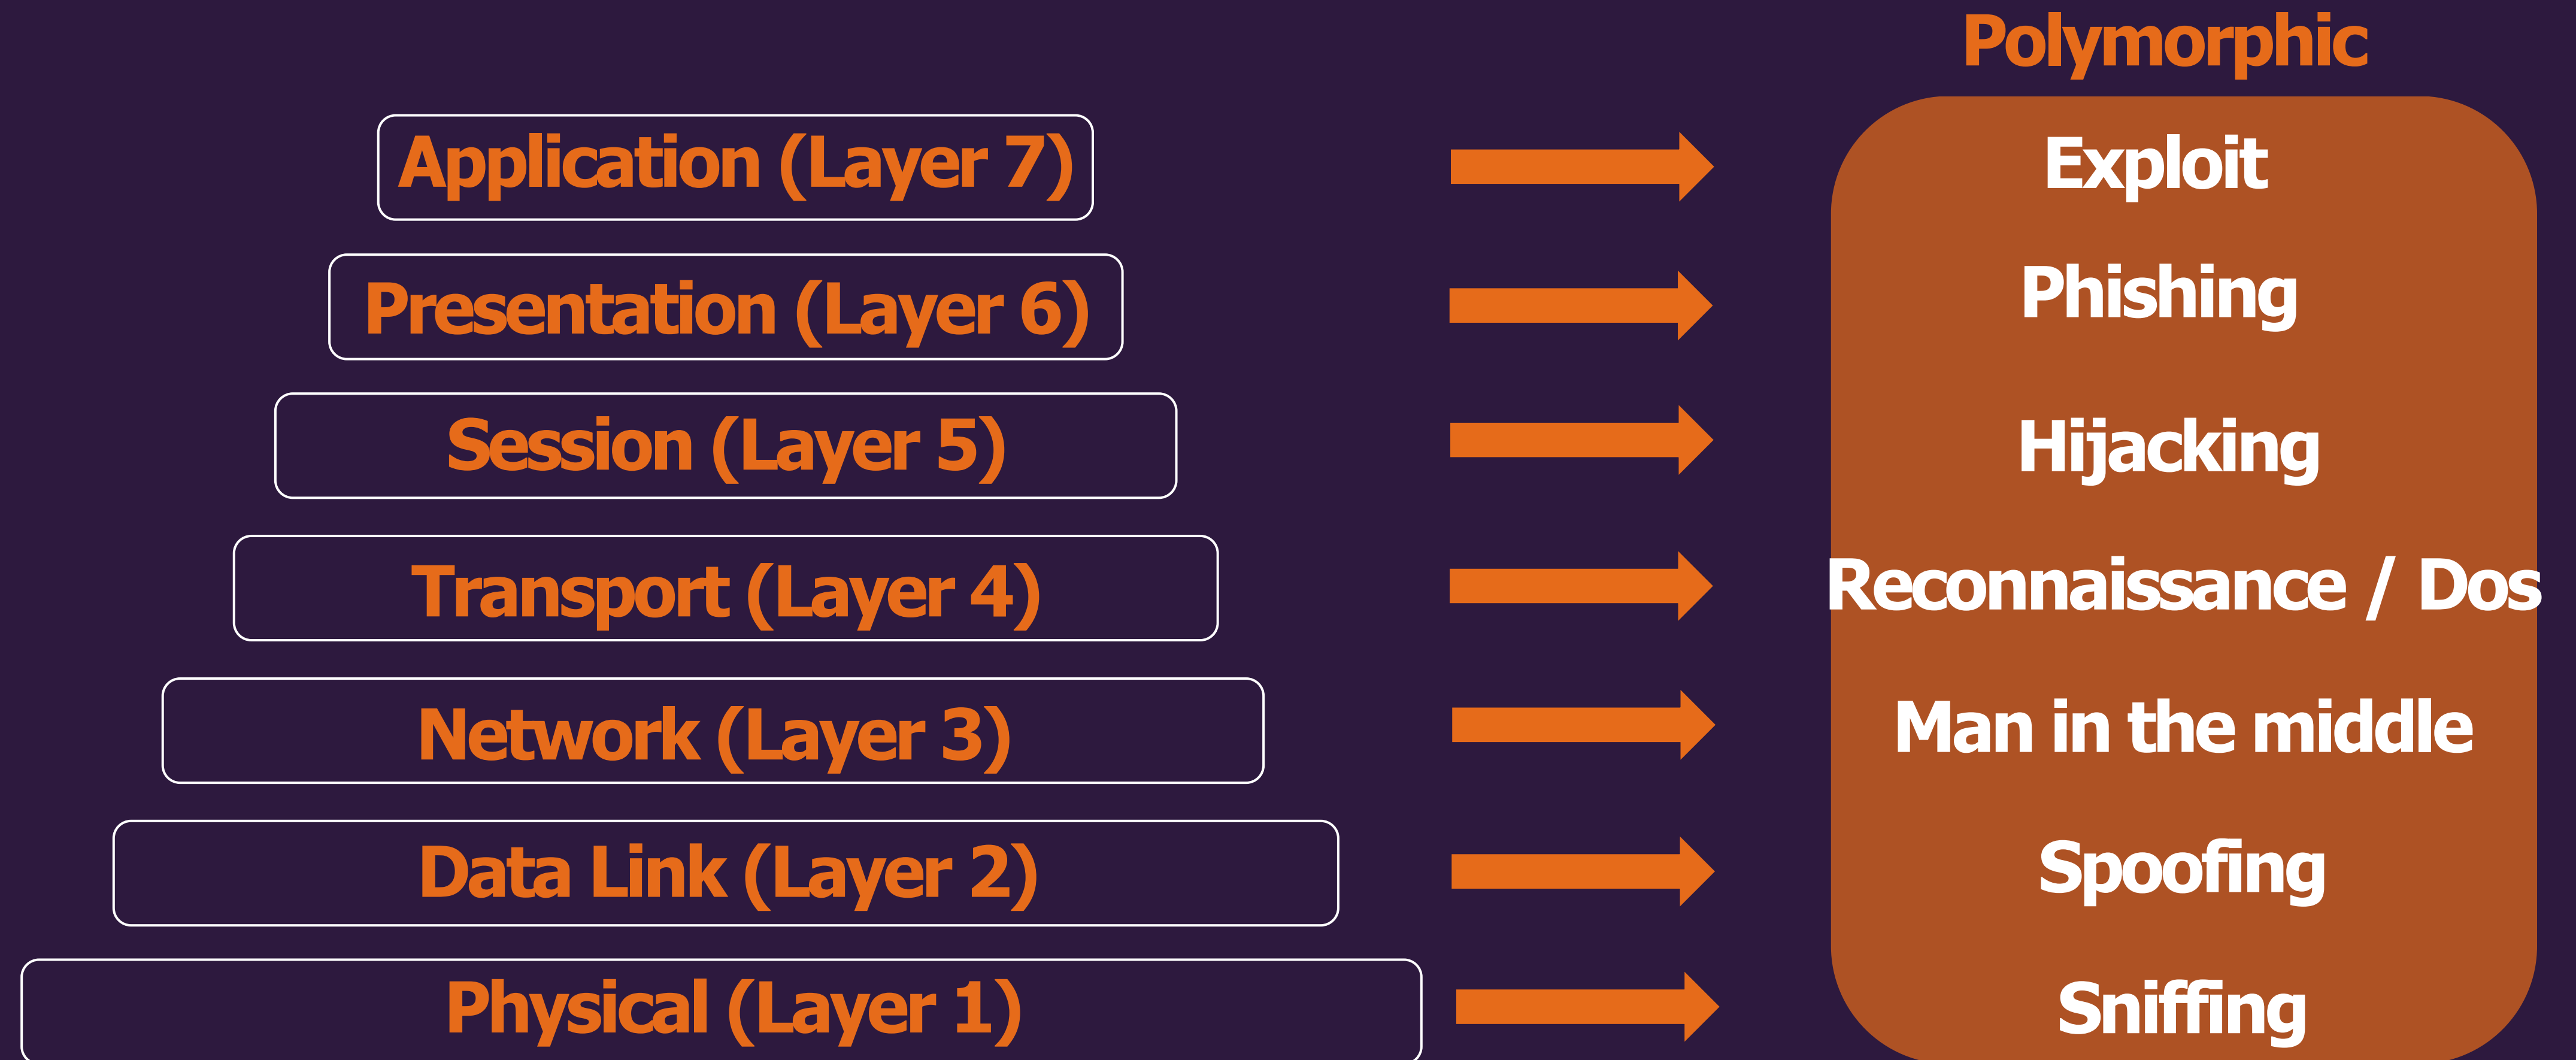 Polymorphic
Application (Layer 7)
Exploit
Presentation (Layer 6)
Phishing
Session (Layer 5)
Hijacking
Transport (Layer 4)
Reconnaissance / Dos
Network (Layer 3)
Man in the middle
Data Link (Layer 2)
Spoofing
Physical (Layer 1)
Sniffing